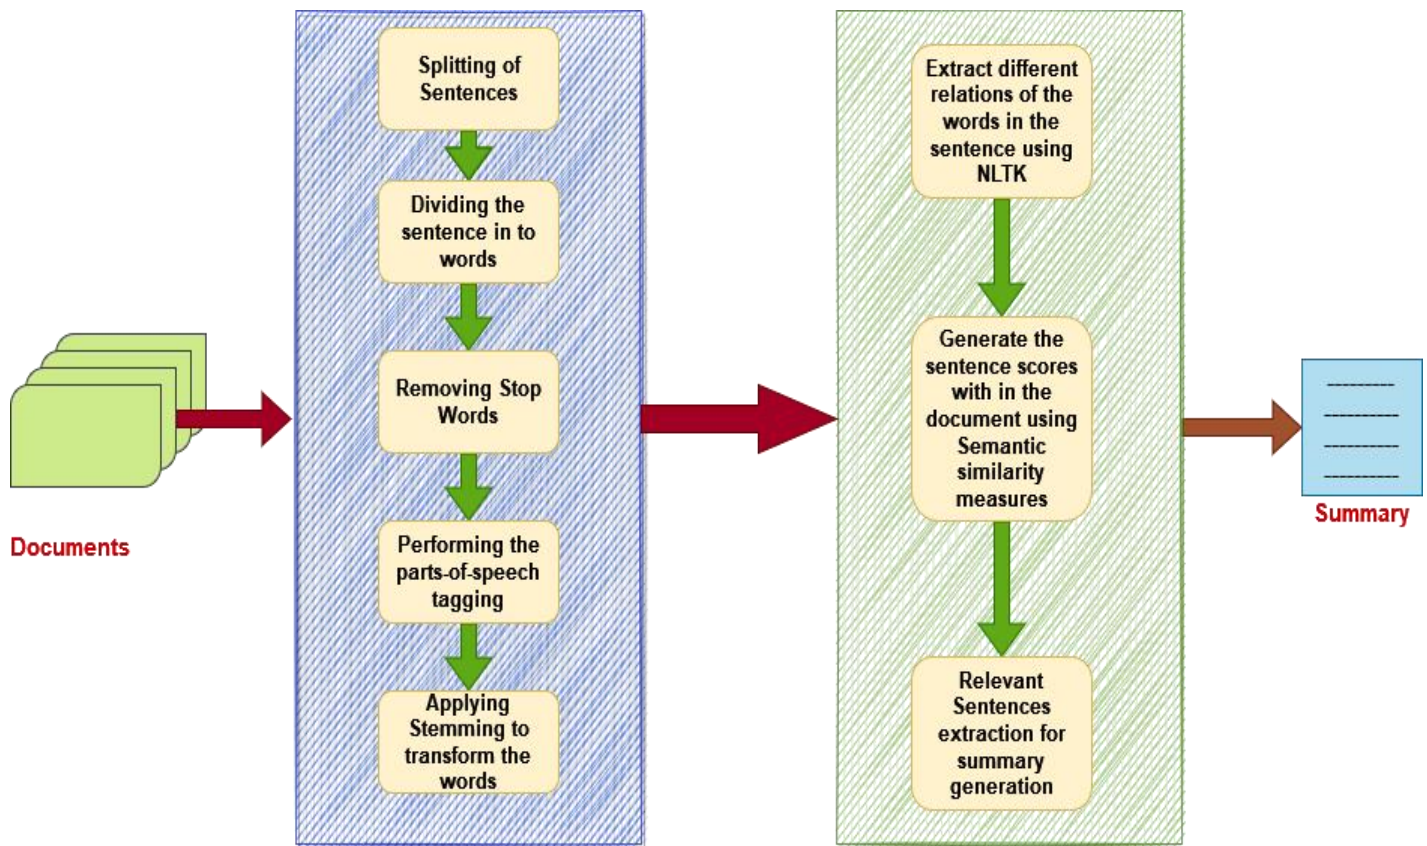 Documents
Splitting of
Sentences
Dividing the
sentence in to
words
Removing Stop
Words
Performing the
parts-of-speech
tagging
Applying
Stemming to
transform the
words
Extract different
relations of the
words in the
sentence using
NLTK
Generate the
sentence scores
with in the
document using
Semantic
similarity
measures
Relevant
Sentences
extraction for
summary
generation
Summary